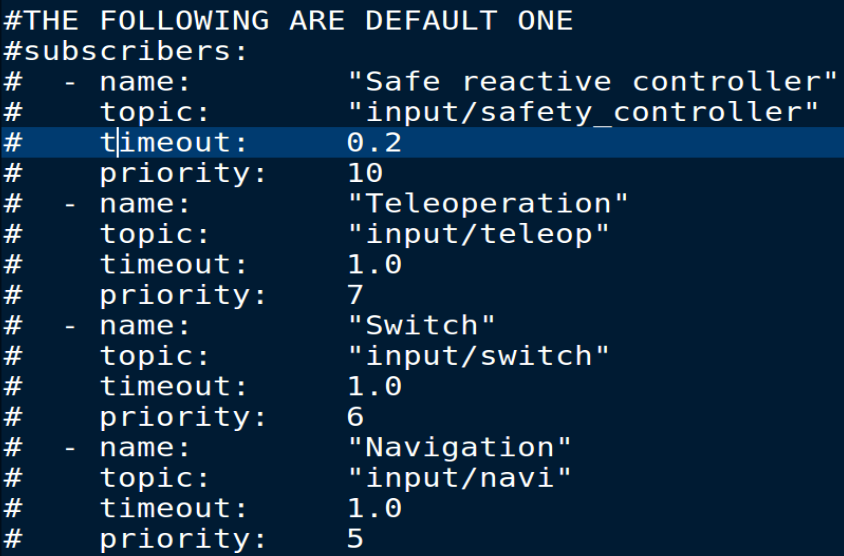 #THE FOLLOWING ARE DEFAULT ONE
#subscribers:
#  - name:        "Safe reactive controller"
#    topic:       "input/safety_controller"
#    timeout:     0.2
#    priority:    10
#  - name:        "Teleoperation"
#    topic:       "input/teleop"
#    timeout:     1.0
#    priority:    7
#  - name:        "Switch"
#    topic:       "input/switch"
#    timeout:     1.0
#    priority:    6
#  - name:        "Navigation"
#    topic:       "input/navi"
#    timeout:     1.0
#    priority:    5